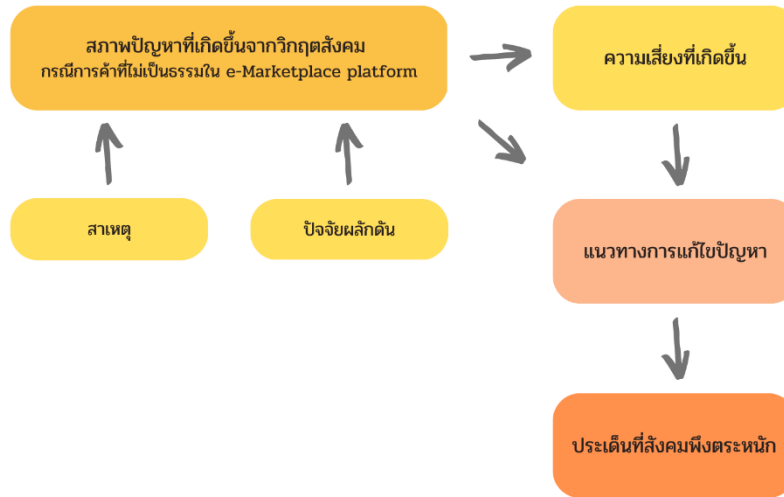 สภาพปัญหาที่เกิดขึ้นจากวิกฤตสังคม
กรณีการค้าที่ไม่เป็นธรรมใน e-Marketplace platform
ความเสี่ยงที่เกิดขึ้น
สาเหตุ
ปัจจัยผลักดัน
แนวทางการแก้ไขปัญหา
ประเด็นที่สังคมพึงตระหนัก